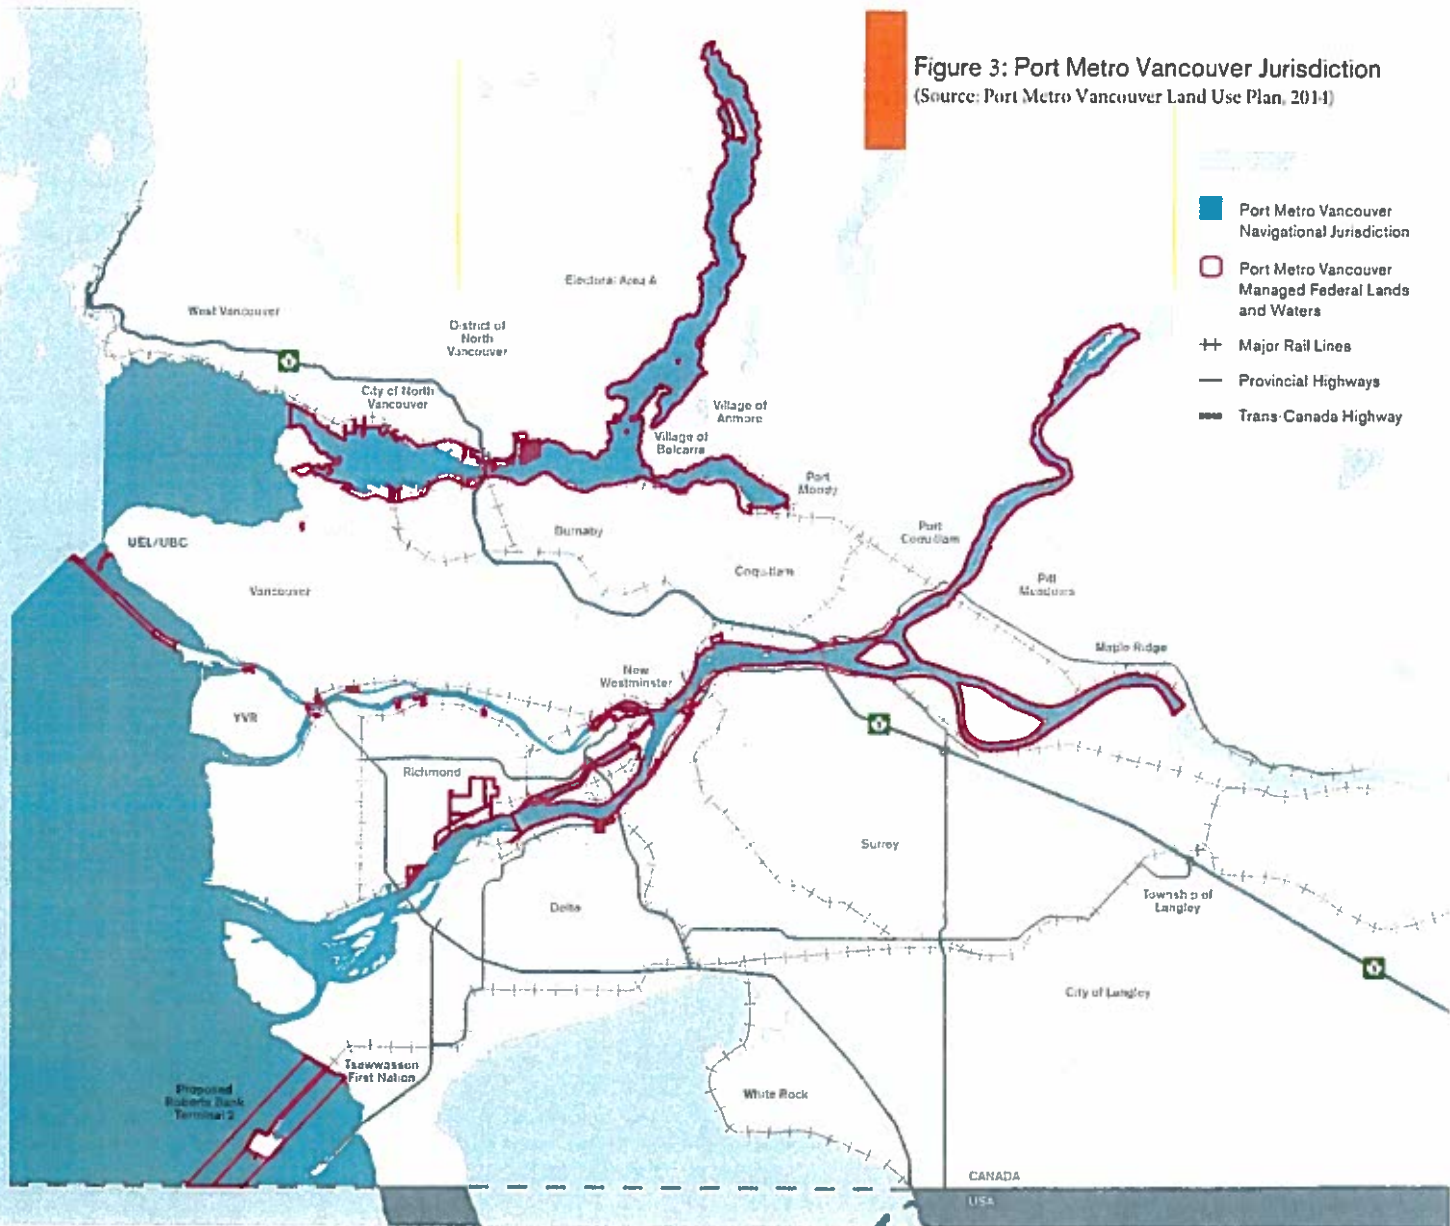 Figure 3: Port Metro Vancouver Jurisdiction
(Source: Port Metro Vancouver Land Use Plan, 2014)
Port Metro Vancouver
Navigational Jurisdiction
Port Metro Vancouver
Managed Federal Lands
and Waters
Major Rail Lines
Provincial Highways
Trans-Canada Highway
Electoral Area A
West Vancouver
1
District of
North
Vancouver
City of North
Vancouver
Village of
Anmore
Village of
Belcarra
Port
Moody
Port
Coquitlam
UEL/UBC
Burnaby
Coquitlam
Pitt
Meadows
Vancouver
Maple Ridge
New
Westminster
YVR
1
Richmond
Surrey
Township of
Langley
Delta
1
City of Langley
Tsawwassen
First Nation
Proposed
Roberts Bank
Terminal 2
White Rock
CANADA
USA